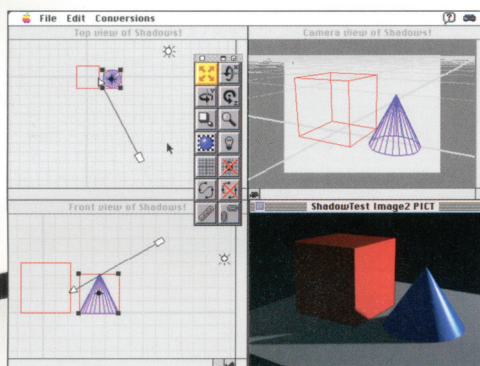 File Edit Conversions
Top view of Shadows!
Camera view of Shadows!
Front view of Shadows!
ShadowTest Image2 PICT